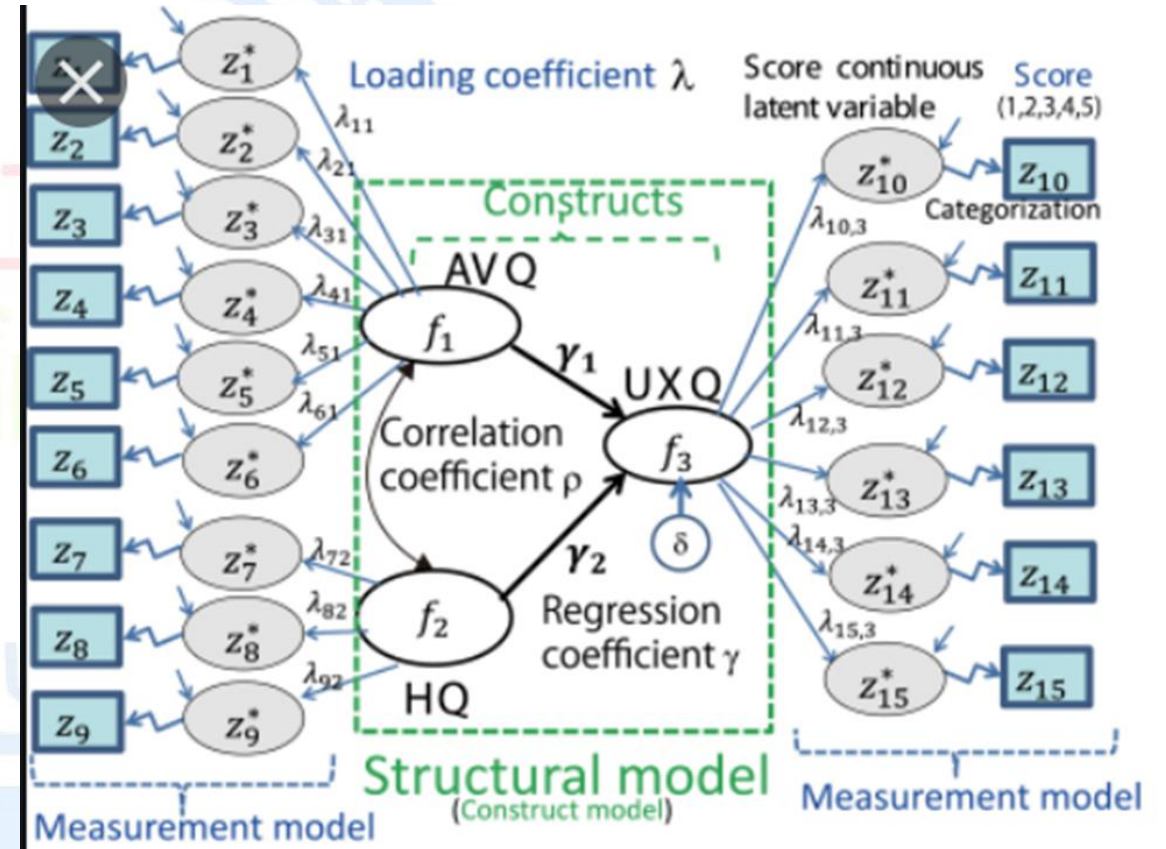 Loading coefficient λ
Score continuous
latent variable
Score
(1,2,3,4,5)
z₁*
z₂
z₂*
z₃
z₃*
z₄
z₄*
z₅
z₅*
z₆
z₆*
z₇
z₇*
z₈
z₈*
z₉
z₉*
λ₁₁
λ₂₁
λ₃₁
λ₄₁
λ₅₁
λ₆₁
λ₇₂
λ₈₂
λ₉₂
Constructs
AVQ
f₁
γ₁
UXQ
f₃
Correlation
coefficient ρ
δ
γ₂
f₂
Regression
coefficient γ
HQ
Structural model
(Construct model)
λ₁₀,₃
λ₁₁,₃
λ₁₂,₃
λ₁₃,₃
λ₁₄,₃
λ₁₅,₃
z₁₀*
z₁₀
Categorization
z₁₁*
z₁₁
z₁₂*
z₁₂
z₁₃*
z₁₃
z₁₄*
z₁₄
z₁₅*
z₁₅
Measurement model
Measurement model